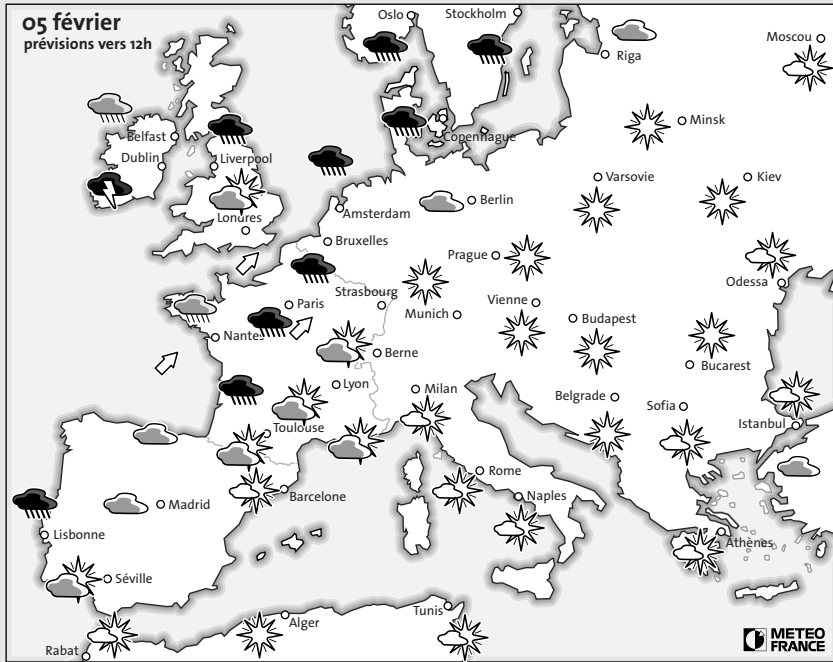 05 février
prévisions vers 12h
Oslo
Stockholm
Moscou
Riga
Minsk
Belfast
Copenhague
Dublin
Liverpool
Varsovie
Kiev
Londres
Amsterdam
Berlin
Bruxelles
Prague
Odessa
Paris
Strasbourg
Munich
Vienne
Budapest
Nantes
Berne
Bucarest
Lyon
Milan
Belgrade
Sofia
Istanbul
Toulouse
Rome
Barcelone
Naples
Madrid
Lisbonne
Athènes
Séville
Alger
Tunis
Rabat
METEO
FRANCE